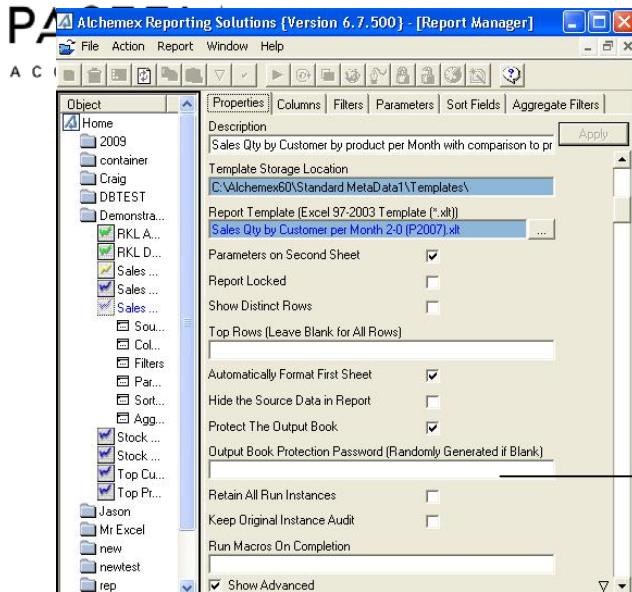 PA
A C C
Alchemex Reporting Solutions {Version 6.7.500} - [Report Manager]
File Action Report Window Help
Object
Home
2009
container
Craig
DBTEST
Demonstra...
RKL A...
RKL D...
Sales ...
Sales ...
Sales ...
Sou...
Col...
Filters
Par...
Sort...
Agg...
Stock ...
Stock ...
Top Cu...
Top Pr...
Jason
Mr Excel
new
newtest
rep
Properties Columns Filters Parameters Sort Fields Aggregate Filters
Description
Apply
Sales Qty by Customer by product per Month with comparison to pr
Template Storage Location
C:\Alchemex60\Standard MetaData1\Templates\
Report Template (Excel 97-2003 Template (*.xlt))
Sales Qty by Customer per Month 2-0 (P2007).xlt
...
Parameters on Second Sheet
Report Locked
Show Distinct Rows
Top Rows (Leave Blank for All Rows)
Automatically Format First Sheet
Hide the Source Data in Report
Protect The Output Book
Output Book Protection Password (Randomly Generated if Blank)
Retain All Run Instances
Keep Original Instance Audit
Run Macros On Completion
Show Advanced